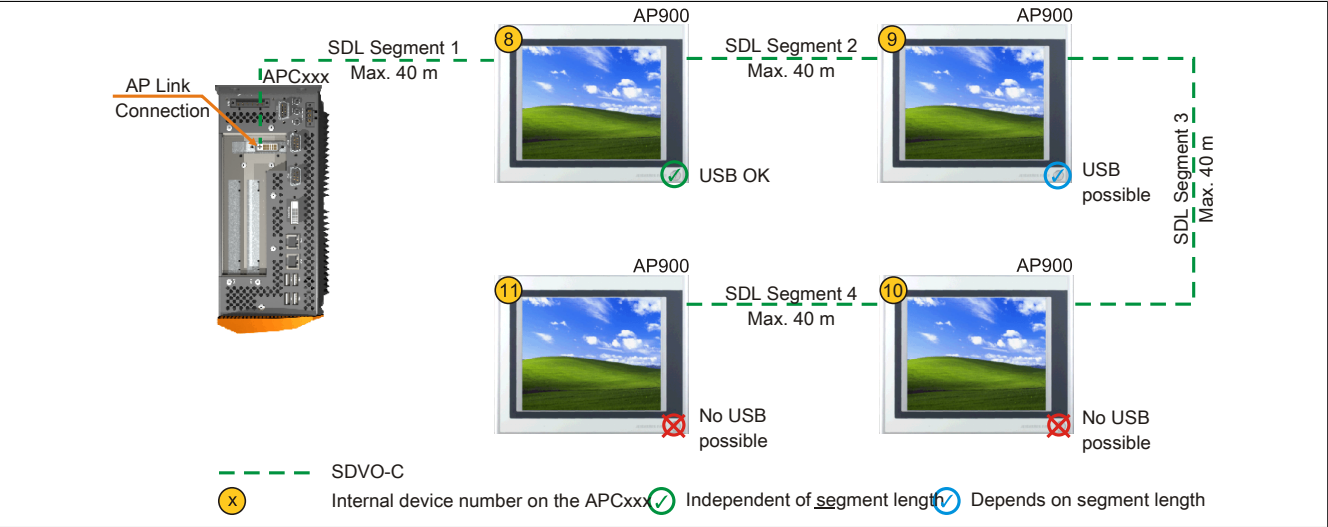 AP900
AP900
8
9
SDL Segment 1
Max. 40 m
SDL Segment 2
Max. 40 m
APCxxx
AP Link
Connection
SDL Segment 3
Max. 40 m
USB OK
USB
possible
AP900
AP900
11
10
SDL Segment 4
Max. 40 m
No USB
possible
No USB
possible
SDVO-C
x
Internal device number on the APCxxx
Independent of segment length
Depends on segment length